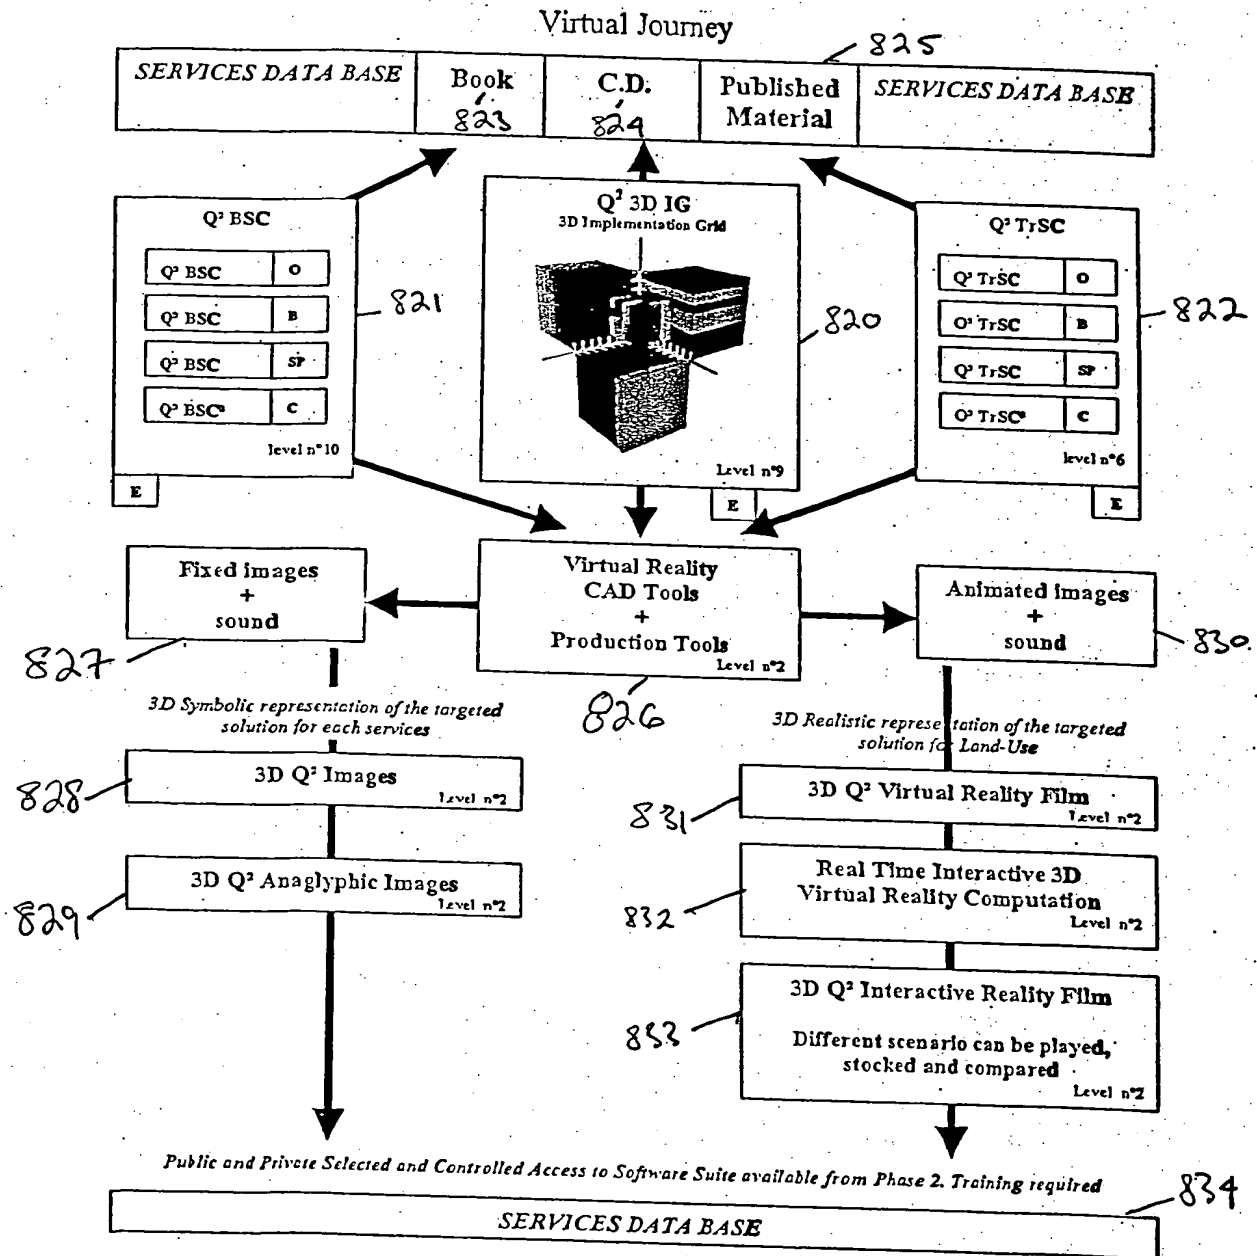 Virtual Journey
825
SERVICES DATA BASE
Book
823
C.D.
824
Published
Material
SERVICES DATA BASE
Q² BSC
Q² BSC O
Q² BSC B
Q² BSC SP
Q² BSC² C
level n°10
E
821
Q² 3D IG
3D Implementation Grid
Level n°9
E
820
Q² TrSC
Q² TrSC O
O² TrSC B
Q² TrSC SP
O² TrSC² C
level n°6
E
822
Fixed images
+
sound
827
Virtual Reality
CAD Tools
+
Production Tools
Level n°2
826
Animated images
+
sound
830
3D Symbolic representation of the targeted
solution for each services
3D Realistic representation of the targeted
solution for Land-Use
3D Q² Images
Level n°2
828
3D Q² Anaglyphic Images
Level n°2
829
3D Q² Virtual Reality Film
Level n°2
831
Real Time Interactive 3D
Virtual Reality Computation
Level n°2
832
3D Q² Interactive Reality Film
Different scenario can be played,
stocked and compared
Level n°2
833
Public and Private Selected and Controlled Access to Software Suite available from Phase 2. Training required
834
SERVICES DATA BASE